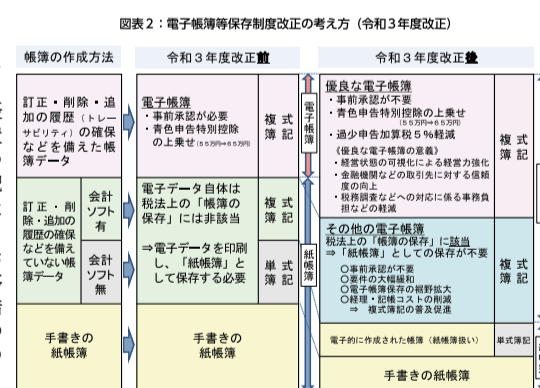 図表２：電子帳簿等保存制度改正の考え方（令和３年度改正）
帳簿の作成方法
令和３年度改正前
令和３年度改正後
訂正・削除・追
加の履歴（トレー
サビリティ）の確保
などを備えた帳
簿データ
電子帳簿
・事前承認が必要
・青色申告特別控除
の上乗せ（55万円⇒65万円）
複 式
簿 記
電子帳簿
優良な電子帳簿
・事前承認が不要
・青色申告特別控除の上乗せ
（55万円⇒65万円）
・過少申告加算税５％軽減
《優良な電子帳簿の意義》
・経営状態の可視化による経営力強化
・金融機関などの取引先に対する信頼
度の向上
・税務調査などへの対応に係る事務負
担などの軽減
複 式
簿 記
訂正・削
除・追加の
履歴の確保
などを備え
ていない帳
簿データ
会計
ソフト
有
会計
ソフト
無
電子データ自体は
税法上の「帳簿の
保存」には非該当
⇒電子データを印刷
し、「紙帳簿」と
して保存する必要
複 式
簿 記
単 式
簿 記
紙帳簿
その他の電子帳簿
税法上の「帳簿の保存」に該当
⇒「紙帳簿」としての保存が不要
○事前承認が不要
○要件の大幅緩和
○電子帳簿保存の裾野拡大
○経理・記帳コストの削減
⇒ 複式簿記の普及促進
複 式
簿 記
電子的に作成された帳簿（紙帳簿扱い）
単式簿記
手書きの
紙帳簿
手書きの
紙帳簿
手書きの紙帳簿